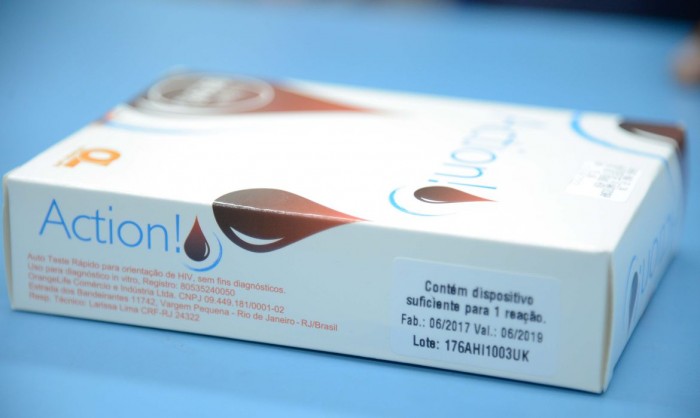 Action!
Action!
Auto Teste Rápido para orientação de HIV, sem fins diagnósticos.
Uso para diagnóstico in vitro, Registro: 80535240050
OrangeLife Comércio e Indústria Ltda, CNPJ 09.449.181/0001-02
Estrada dos Bandeirantes 11742, Vargem Pequena - Rio de Janeiro - RJ/Brasil
Resp. Técnico: Larissa Lima CRF-RJ 24322
Contém dispositivo
suficiente para 1 reação.
Fab.: 06/2017 Val.: 06/2019
Lote: 176AHI1003UK